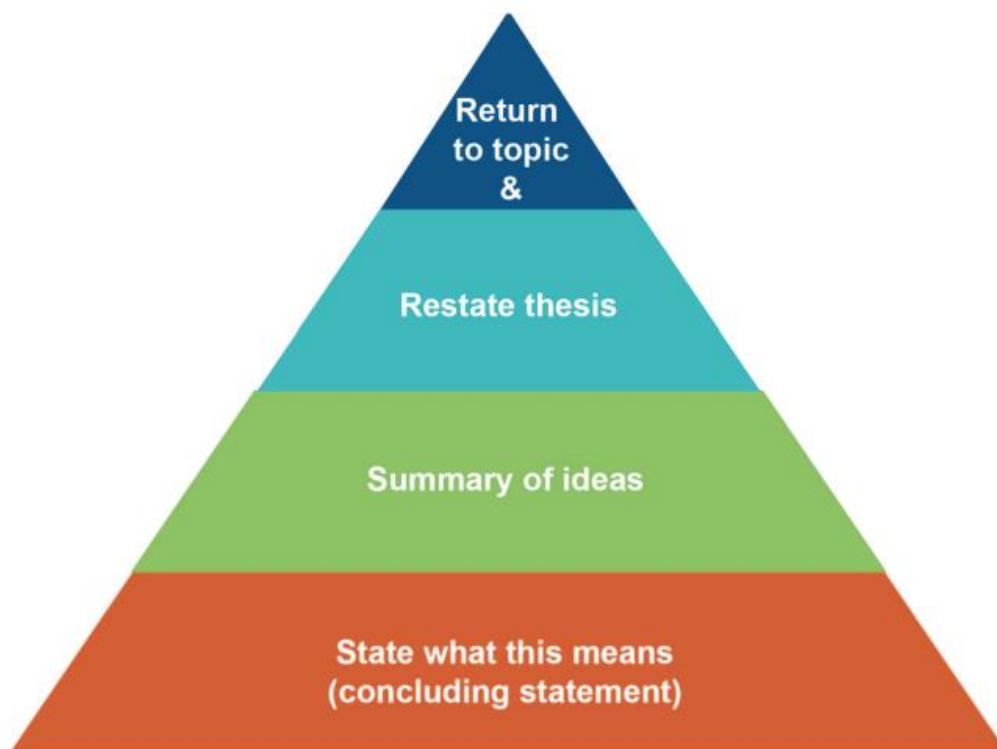 Return
to topic
&
Restate thesis
Summary of ideas
State what this means
(concluding statement)